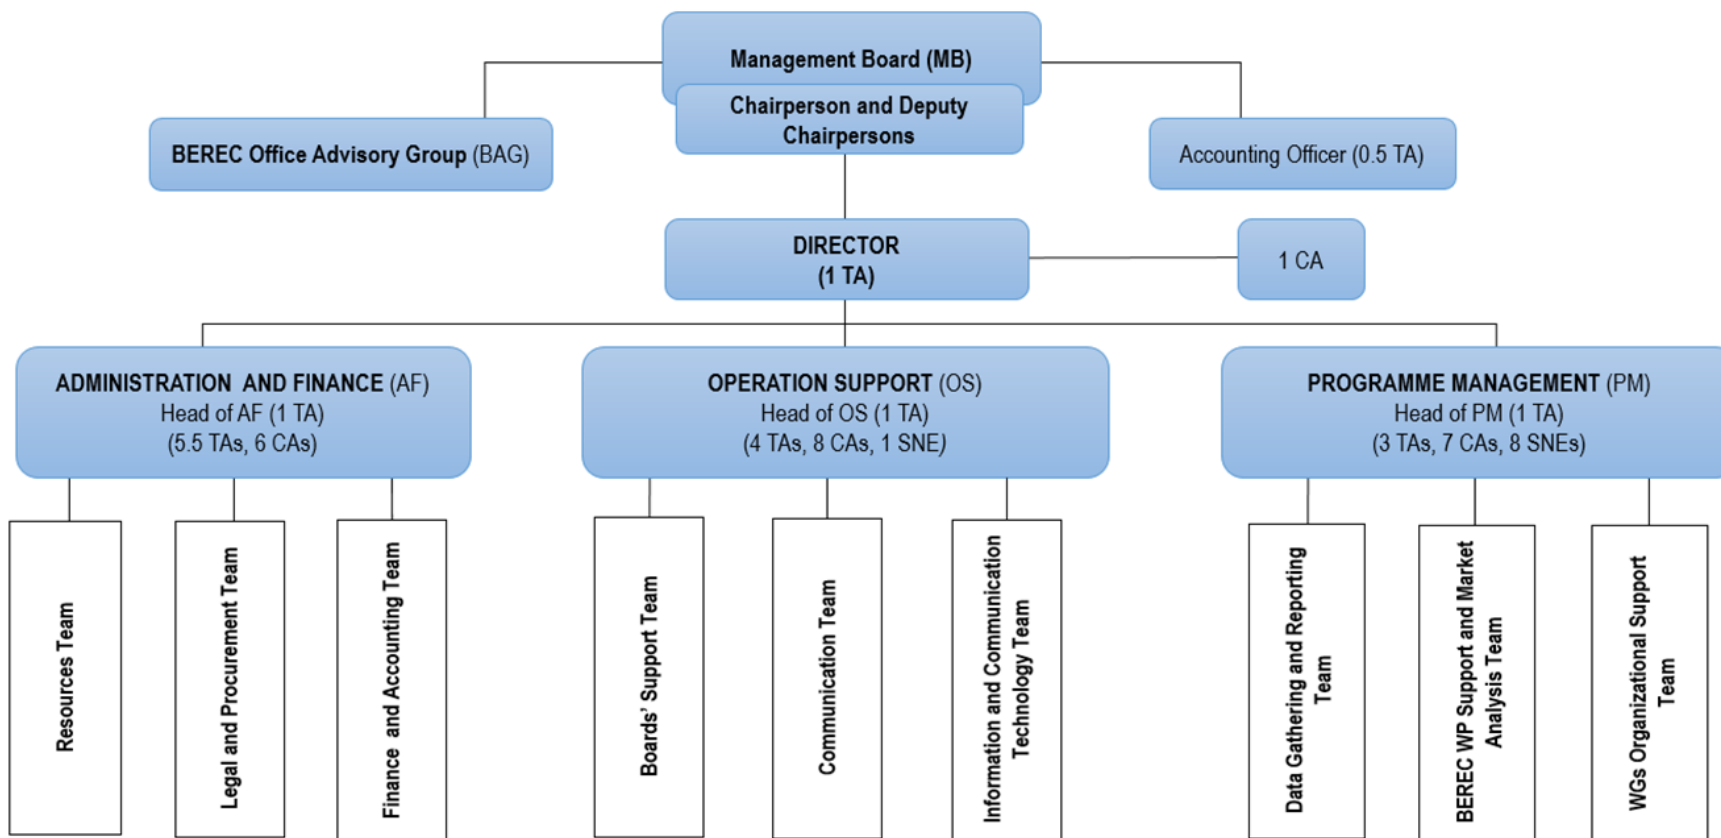 Management Board (MB)
Chairperson and Deputy
Chairpersons
BEREC Office Advisory Group (BAG)
Accounting Officer (0.5 TA)
DIRECTOR
(1 TA)
1 CA
ADMINISTRATION AND FINANCE (AF)
Head of AF (1 TA)
(5.5 TAs, 6 CAs)
OPERATION SUPPORT (OS)
Head of OS (1 TA)
(4 TAs, 8 CAs, 1 SNE)
PROGRAMME MANAGEMENT (PM)
Head of PM (1 TA)
(3 TAs, 7 CAs, 8 SNEs)
Resources Team
Legal and Procurement Team
Finance and Accounting Team
Boards’ Support Team
Communication Team
Information and Communication
Technology Team
Data Gathering and Reporting
Team
BEREC WP Support and Market
Analysis Team
WGs Organizational Support
Team